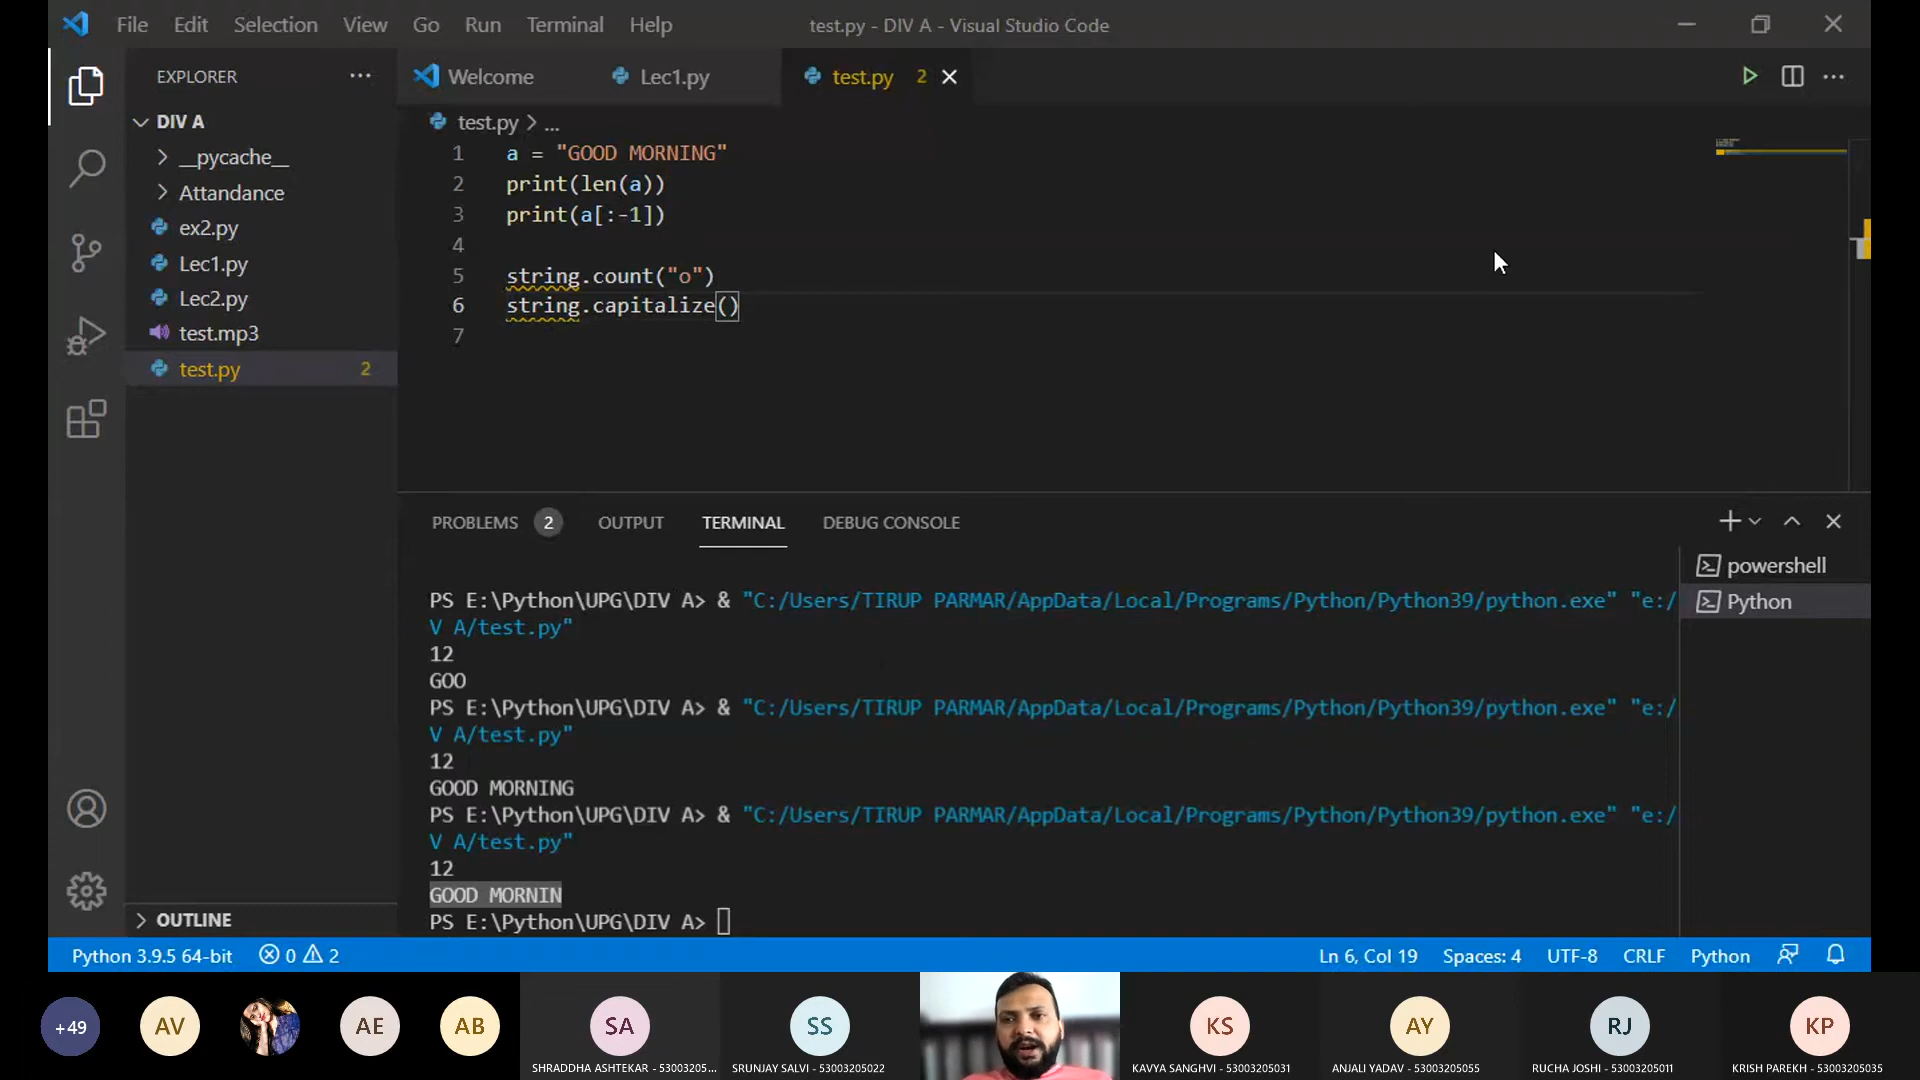 File Edit Selection View Go Run Terminal Help
test.py - DIV A - Visual Studio Code
EXPLORER
DIV A
__pycache__
Attandance
ex2.py
Lec1.py
Lec2.py
test.mp3
test.py 2
OUTLINE
Welcome
Lec1.py
test.py 2
test.py > ...
1 a = "GOOD MORNING"
2 print(len(a))
3 print(a[:-1])
4
5 string.count("o")
6 string.capitalize()
7
PROBLEMS 2 OUTPUT TERMINAL DEBUG CONSOLE
powershell
Python
PS E:\Python\UPG\DIV A> & "C:/Users/TIRUP PARMAR/AppData/Local/Programs/Python/Python39/python.exe" "e:/
V A/test.py"
12
GOO
PS E:\Python\UPG\DIV A> & "C:/Users/TIRUP PARMAR/AppData/Local/Programs/Python/Python39/python.exe" "e:/
V A/test.py"
12
GOOD MORNING
PS E:\Python\UPG\DIV A> & "C:/Users/TIRUP PARMAR/AppData/Local/Programs/Python/Python39/python.exe" "e:/
V A/test.py"
12
GOOD MORNIN
PS E:\Python\UPG\DIV A>
Python 3.9.5 64-bit 0 2 Ln 6, Col 19 Spaces: 4 UTF-8 CRLF Python
+49 AV AE AB SA SS KS AY RJ KP
SHRADDHA ASHTEKAR - 53003205... SRUNJAY SALVI - 53003205022 KAVYA SANGHVI - 53003205031 ANJALI YADAV - 53003205055 RUCHA JOSHI - 53003205011 KRISH PAREKH - 53003205035